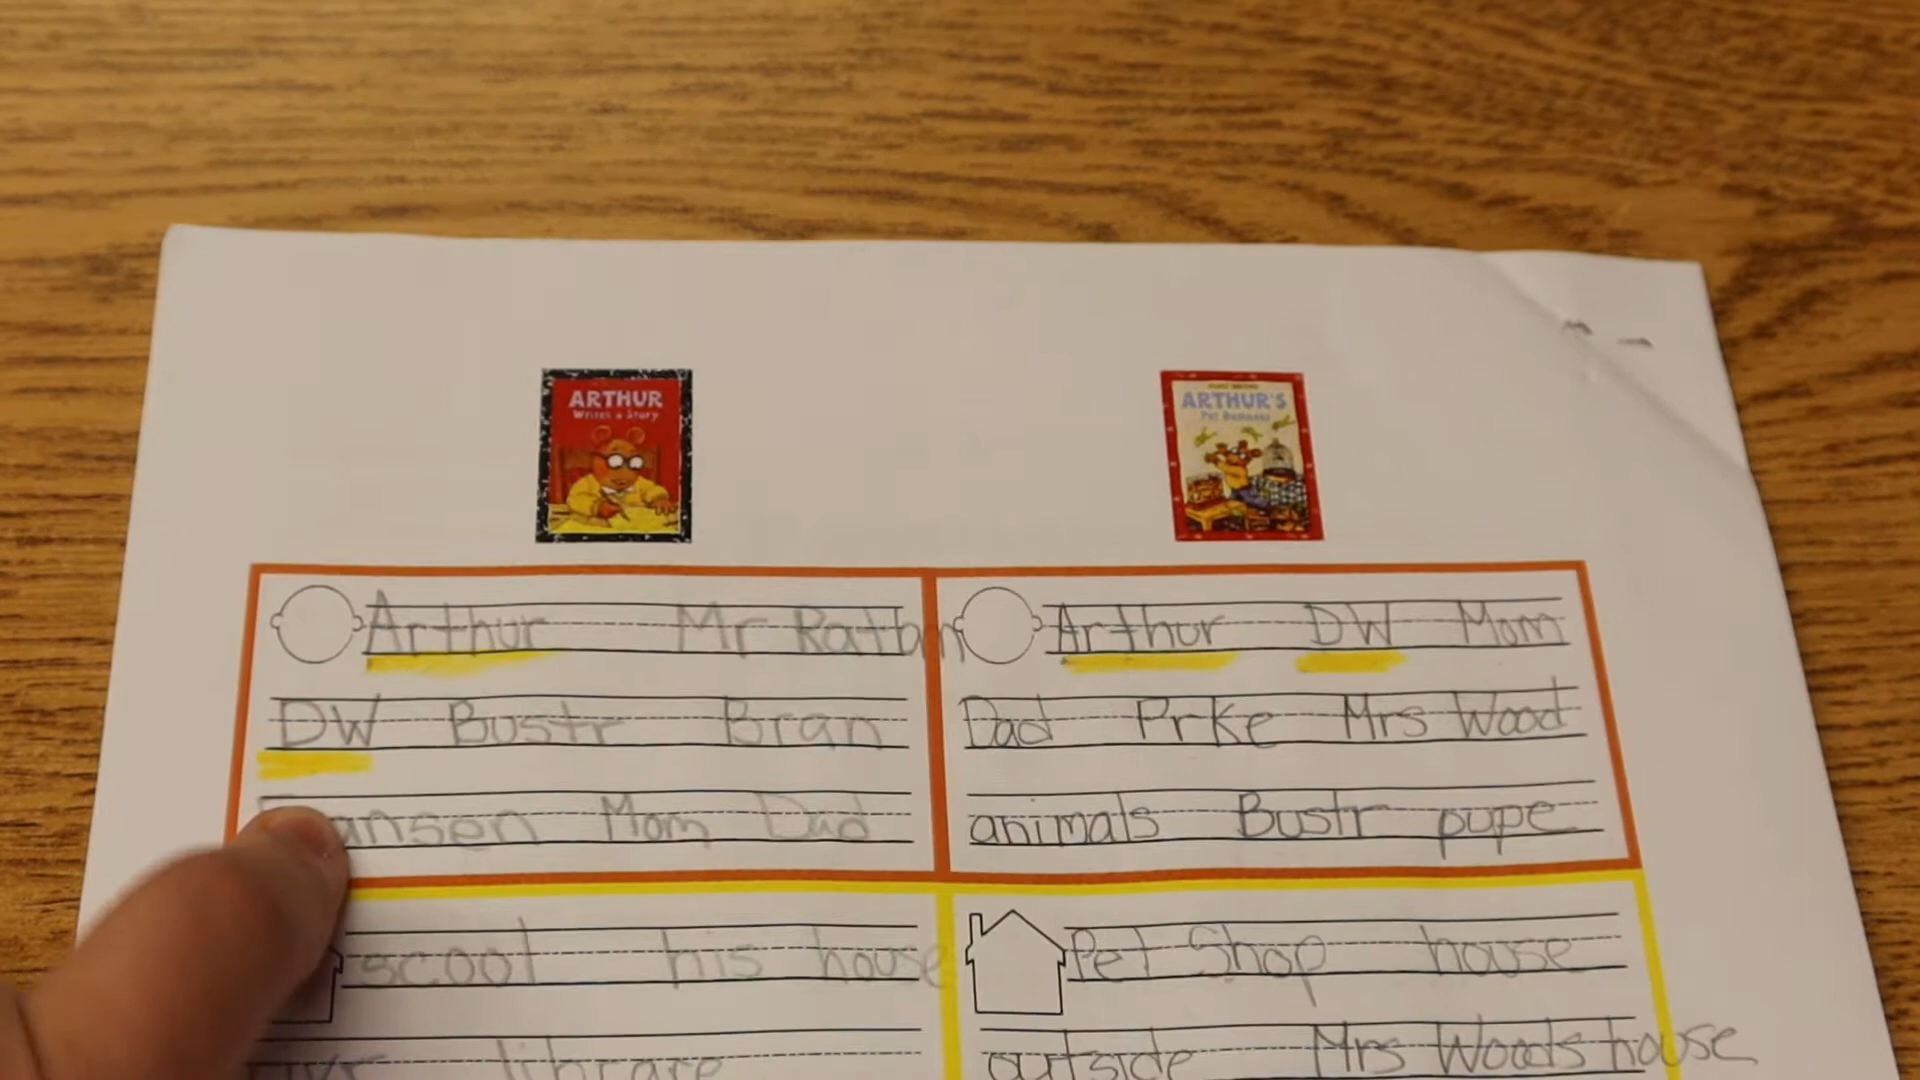 ARTHUR
Writes a Story
ARTHUR'S
Pet Business
Arthur Mr Ratbn
DW Bustr Bran
Mom Dad
scool his house
librare
Arthur DW Mom
Dad Prke Mrs Wood
animals Bustr pupe
Pet Shop house
outside Mrs Woods house